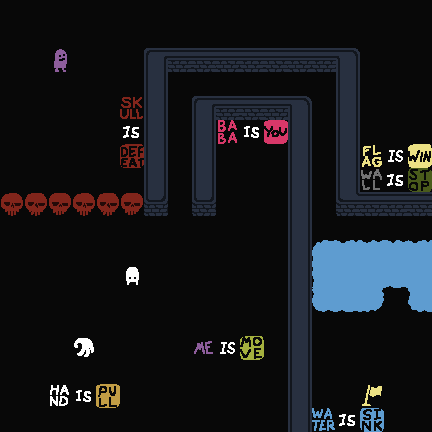 SKULL IS DEFEAT
BABA IS YOU
FLAG IS WIN
WALL IS STOP
ME IS MOVE
HAND IS PULL
WATER IS SINK